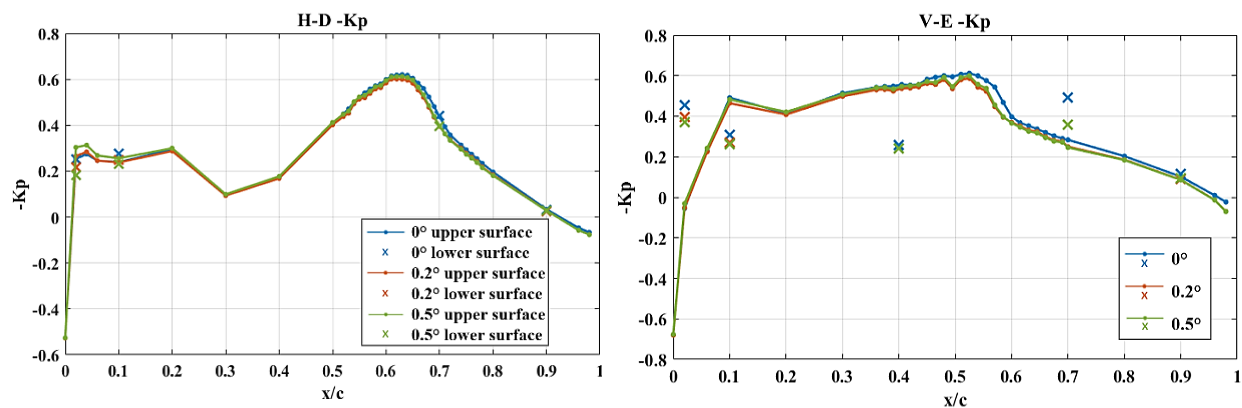 H-D -Kp
0.8
0.6
0.4
0.2
0
-0.2
-0.4
-0.6
-Kp
0 0.1 0.2 0.3 0.4 0.5 0.6 0.7 0.8 0.9 1
x/c
0° upper surface
0° lower surface
0.2° upper surface
0.2° lower surface
0.5° upper surface
0.5° lower surface
V-E -Kp
0.8
0.6
0.4
0.2
0
-0.2
-0.4
-0.6
-0.8
-Kp
0 0.1 0.2 0.3 0.4 0.5 0.6 0.7 0.8 0.9 1
x/c
0°
0.2°
0.5°